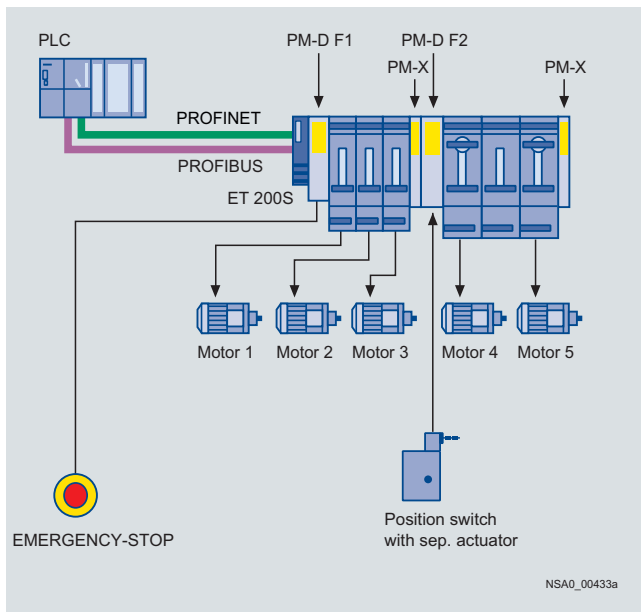 PLC
PM-D F1
PM-D F2
PM-X
PM-X
PROFINET
PROFIBUS
ET 200S
Motor 1
Motor 2
Motor 3
Motor 4
Motor 5
EMERGENCY-STOP
Position switch
with sep. actuator
NSA0_00433a